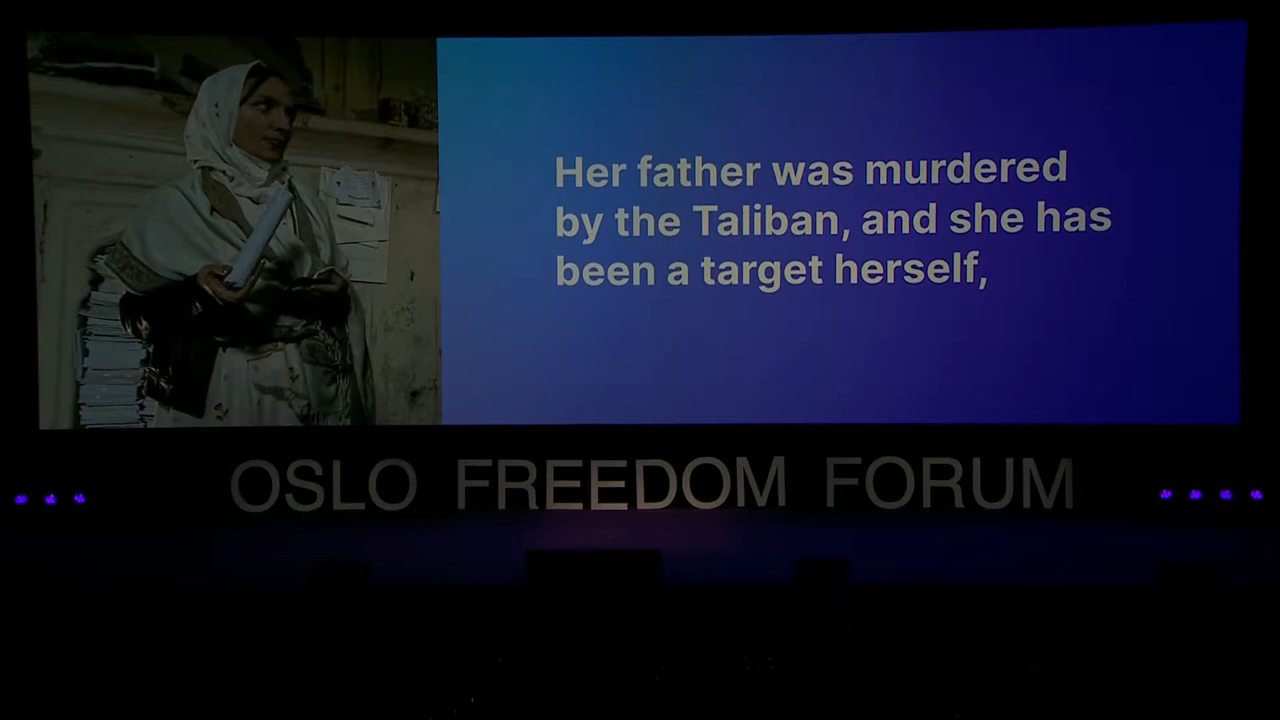 Her father was murdered
by the Taliban, and she has
been a target herself,
OSLO FREEDOM FORUM